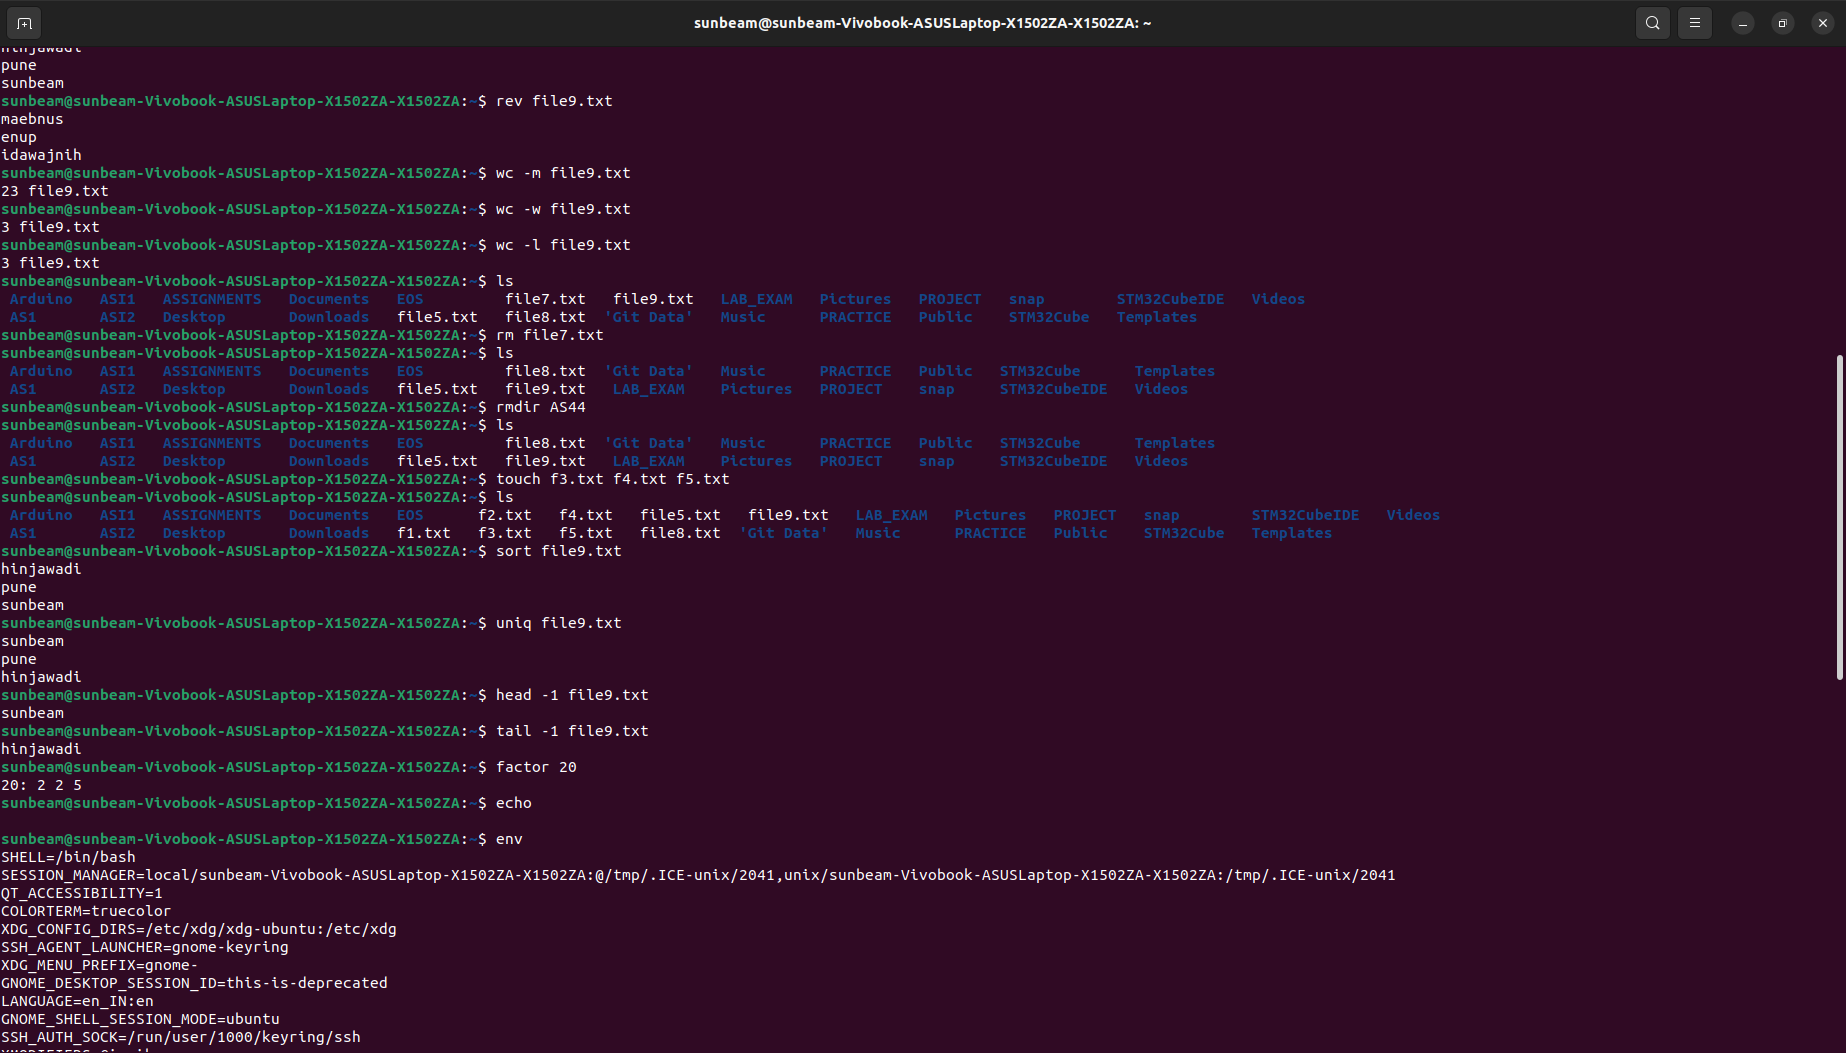 sunbeam@sunbeam-Vivobook-ASUSLaptop-X1502ZA-X1502ZA: ~
hinjawadi
pune
sunbeam
sunbeam@sunbeam-Vivobook-ASUSLaptop-X1502ZA-X1502ZA:~$ rev file9.txt
maebnus
enup
idawajnih
sunbeam@sunbeam-Vivobook-ASUSLaptop-X1502ZA-X1502ZA:~$ wc -m file9.txt
23 file9.txt
sunbeam@sunbeam-Vivobook-ASUSLaptop-X1502ZA-X1502ZA:~$ wc -w file9.txt
3 file9.txt
sunbeam@sunbeam-Vivobook-ASUSLaptop-X1502ZA-X1502ZA:~$ wc -l file9.txt
3 file9.txt
sunbeam@sunbeam-Vivobook-ASUSLaptop-X1502ZA-X1502ZA:~$ ls
Arduino ASI1 ASSIGNMENTS Documents EOS file7.txt file9.txt LAB_EXAM Pictures PROJECT snap STM32CubeIDE Videos
AS1 ASI2 Desktop Downloads file5.txt file8.txt 'Git Data' Music PRACTICE Public STM32Cube Templates
sunbeam@sunbeam-Vivobook-ASUSLaptop-X1502ZA-X1502ZA:~$ rm file7.txt
sunbeam@sunbeam-Vivobook-ASUSLaptop-X1502ZA-X1502ZA:~$ ls
Arduino ASI1 ASSIGNMENTS Documents EOS file8.txt 'Git Data' Music PRACTICE Public STM32Cube Templates
AS1 ASI2 Desktop Downloads file5.txt file9.txt LAB_EXAM Pictures PROJECT snap STM32CubeIDE Videos
sunbeam@sunbeam-Vivobook-ASUSLaptop-X1502ZA-X1502ZA:~$ rmdir AS44
sunbeam@sunbeam-Vivobook-ASUSLaptop-X1502ZA-X1502ZA:~$ ls
Arduino ASI1 ASSIGNMENTS Documents EOS file8.txt 'Git Data' Music PRACTICE Public STM32Cube Templates
AS1 ASI2 Desktop Downloads file5.txt file9.txt LAB_EXAM Pictures PROJECT snap STM32CubeIDE Videos
sunbeam@sunbeam-Vivobook-ASUSLaptop-X1502ZA-X1502ZA:~$ touch f3.txt f4.txt f5.txt
sunbeam@sunbeam-Vivobook-ASUSLaptop-X1502ZA-X1502ZA:~$ ls
Arduino ASI1 ASSIGNMENTS Documents EOS f2.txt f4.txt file5.txt file9.txt LAB_EXAM Pictures PROJECT snap STM32CubeIDE Videos
AS1 ASI2 Desktop Downloads f1.txt f3.txt f5.txt file8.txt 'Git Data' Music PRACTICE Public STM32Cube Templates
sunbeam@sunbeam-Vivobook-ASUSLaptop-X1502ZA-X1502ZA:~$ sort file9.txt
hinjawadi
pune
sunbeam
sunbeam@sunbeam-Vivobook-ASUSLaptop-X1502ZA-X1502ZA:~$ uniq file9.txt
sunbeam
pune
hinjawadi
sunbeam@sunbeam-Vivobook-ASUSLaptop-X1502ZA-X1502ZA:~$ head -1 file9.txt
sunbeam
sunbeam@sunbeam-Vivobook-ASUSLaptop-X1502ZA-X1502ZA:~$ tail -1 file9.txt
hinjawadi
sunbeam@sunbeam-Vivobook-ASUSLaptop-X1502ZA-X1502ZA:~$ factor 20
20: 2 2 5
sunbeam@sunbeam-Vivobook-ASUSLaptop-X1502ZA-X1502ZA:~$ echo
sunbeam@sunbeam-Vivobook-ASUSLaptop-X1502ZA-X1502ZA:~$ env
SHELL=/bin/bash
SESSION_MANAGER=local/sunbeam-Vivobook-ASUSLaptop-X1502ZA-X1502ZA:@/tmp/.ICE-unix/2041,unix/sunbeam-Vivobook-ASUSLaptop-X1502ZA-X1502ZA:/tmp/.ICE-unix/2041
QT_ACCESSIBILITY=1
COLORTERM=truecolor
XDG_CONFIG_DIRS=/etc/xdg/xdg-ubuntu:/etc/xdg
SSH_AGENT_LAUNCHER=gnome-keyring
XDG_MENU_PREFIX=gnome-
GNOME_DESKTOP_SESSION_ID=this-is-deprecated
LANGUAGE=en_IN:en
GNOME_SHELL_SESSION_MODE=ubuntu
SSH_AUTH_SOCK=/run/user/1000/keyring/ssh